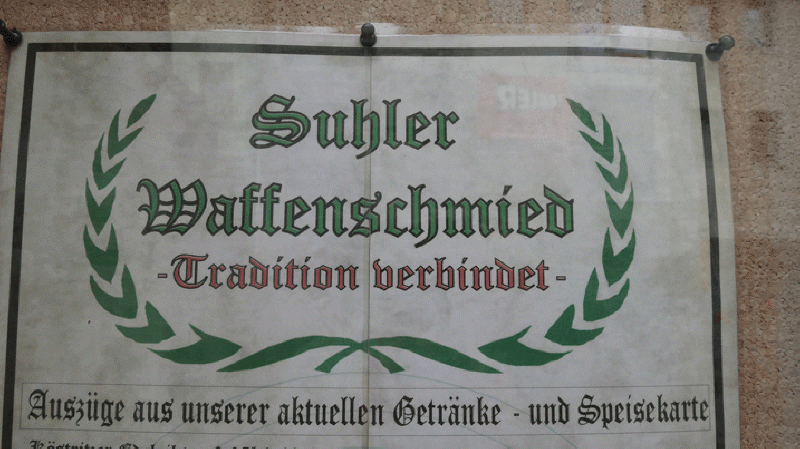 Suhler
Waffenschmied
-Tradition verbindet-
Auszüge aus unserer aktuellen Getränke - und Speisekarte